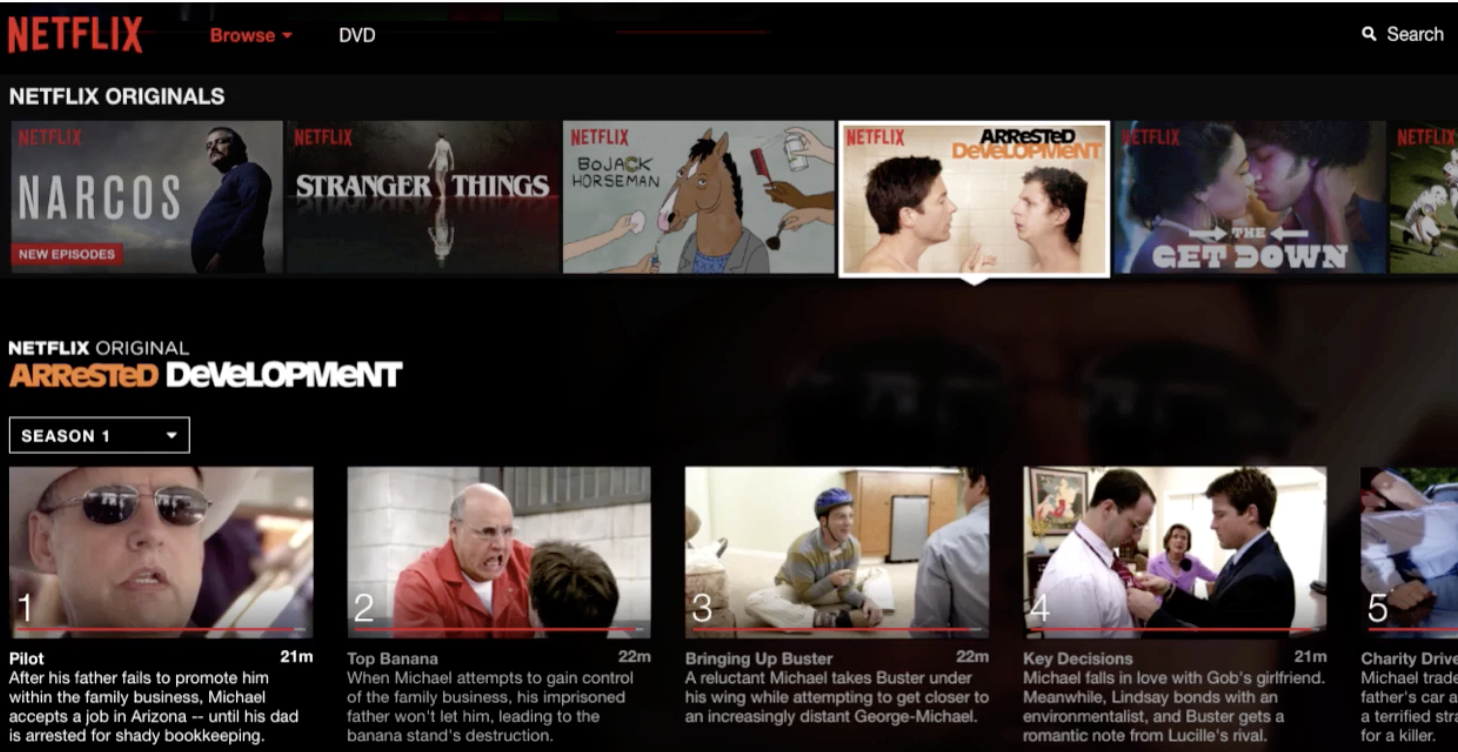 NETFLIX
Browse
DVD
Search
NETFLIX ORIGINALS
NETFLIX
NARCOS
NEW EPISODES
NETFLIX
STRANGER THINGS
NETFLIX
BoJACK
HORSEMAN
NETFLIX
ARReSTeD
DeVeLOPMeNT
NETFLIX
THE
GET DOWN
NETFLIX
NETFLIX ORIGINAL
ARReSTeD DeVeLOPMeNT
SEASON 1
1
2
3
4
5
Pilot 21m
After his father fails to promote him
within the family business, Michael
accepts a job in Arizona -- until his dad
is arrested for shady bookkeeping.
Top Banana 22m
When Michael attempts to gain control
of the family business, his imprisoned
father won't let him, leading to the
banana stand's destruction.
Bringing Up Buster 22m
A reluctant Michael takes Buster under
his wing while attempting to get closer to
an increasingly distant George-Michael.
Key Decisions 21m
Michael falls in love with Gob's girlfriend.
Meanwhile, Lindsay bonds with an
environmentalist, and Buster gets a
romantic note from Lucille's rival.
Charity Drive
Michael trade
father's car a
a terrified stra
for a killer.